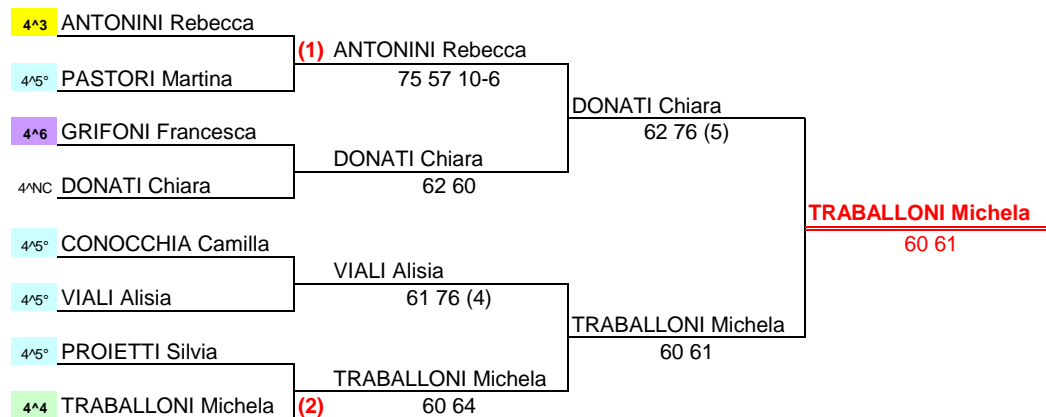 4^3 ANTONINI Rebecca
(1) ANTONINI Rebecca
4^5° PASTORI Martina
75 57 10-6
DONATI Chiara
62 76 (5)
4^6 GRIFONI Francesca
DONATI Chiara
4^NC DONATI Chiara
62 60
TRABALLONI Michela
60 61
4^5° CONOCCHIA Camilla
VIALI Alisia
4^5° VIALI Alisia
61 76 (4)
TRABALLONI Michela
60 61
4^5° PROIETTI Silvia
TRABALLONI Michela
4^4 TRABALLONI Michela (2)
60 64